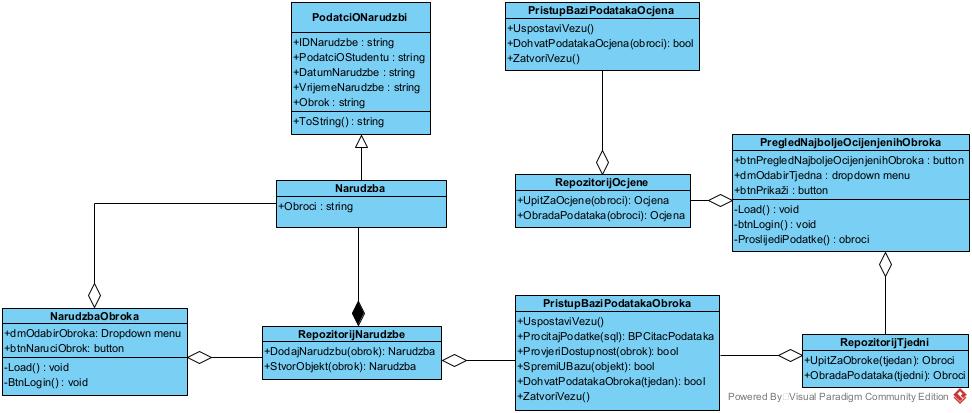 PodatciONarudzbi
+IDNarudzbe : string
+PodatciOStudentu : string
+DatumNarudzbe : string
+VrijemeNarudzbe : string
+Obrok : string
+ToString() : string
PristupBaziPodatakaOcjena
+UspostaviVezu()
+DohvatPodatakaOcjena(obroci): bool
+ZatvoriVezu()
PregledNajboljeOcijenjenihObroka
+btnPregledNajboljeOcijenjenihObroka : button
+dmOdabirTjedna : dropdown menu
+btnPrikaži : button
-Load() : void
-btnLogin() : void
-ProslijediPodatke() : obroci
Narudzba
+Obroci : string
RepozitorijOcjene
+UpitZaOcjene(obroci): Ocjena
+ObradaPodataka(obroci): Ocjena
NarudzbaObroka
+dmOdabirObroka: Dropdown menu
+btnNaruciObrok: button
-Load() : void
-BtnLogin() : void
RepozitorijNarudzbe
+DodajNarudzbu(obrok): Narudzba
+StvorObjekt(obrok): Narudzba
PristupBaziPodatakaObroka
+UspostaviVezu()
+ProcitajPodatke(sql): BPCitacPodataka
+ProvjeriDostupnost(obrok): bool
+SpremiUBazu(objekt): bool
+DohvatPodatakaObroka(tjedan): bool
+ZatvoriVezu()
RepozitorijTjedni
+UpitZaObroke(tjedan): Obroci
+ObradaPodataka(tjedni): Obroci
Powered By Visual Paradigm Community Edition